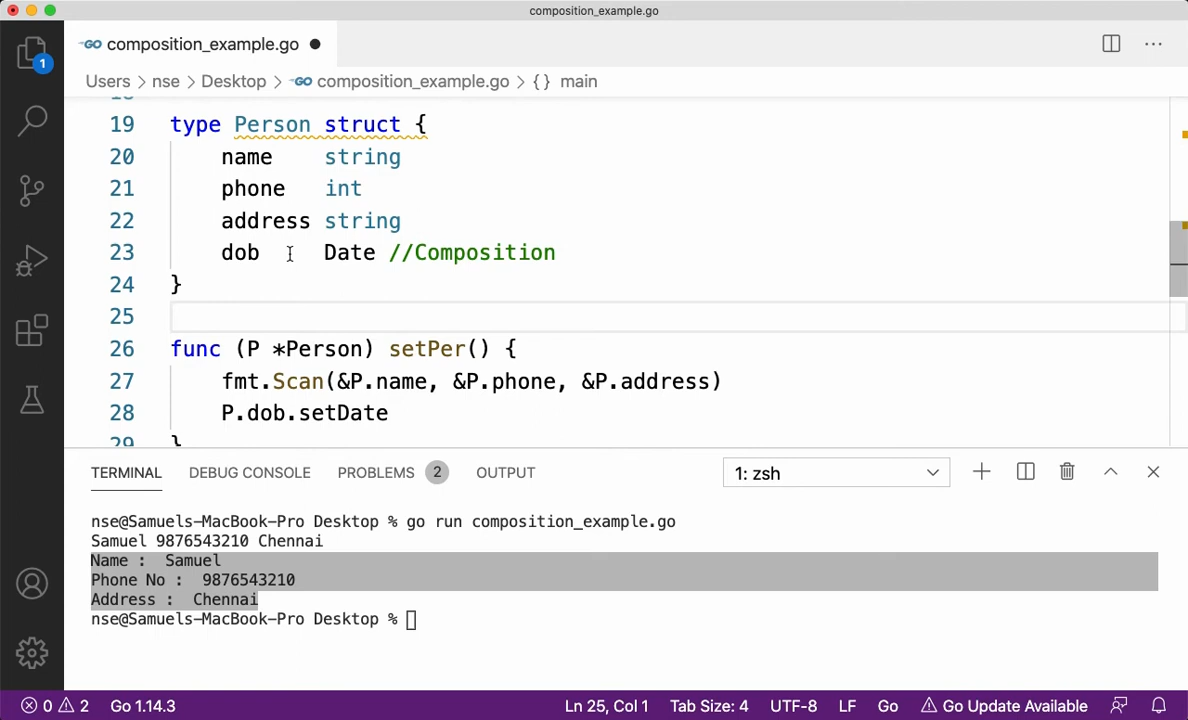 composition_example.go
GO composition_example.go
1
Users > nse > Desktop > GO composition_example.go > {} main
19 type Person struct {
20 name string
21 phone int
22 address string
23 dob Date //Composition
24 }
25
26 func (P *Person) setPer() {
27 fmt.Scan(&P.name, &P.phone, &P.address)
28 P.dob.setDate
29 }
TERMINAL DEBUG CONSOLE PROBLEMS 2 OUTPUT 1: zsh
nse@Samuels-MacBook-Pro Desktop % go run composition_example.go
Samuel 9876543210 Chennai
Name :  Samuel
Phone No :  9876543210
Address :  Chennai
nse@Samuels-MacBook-Pro Desktop %
0 2 Go 1.14.3 Ln 25, Col 1 Tab Size: 4 UTF-8 LF Go Go Update Available